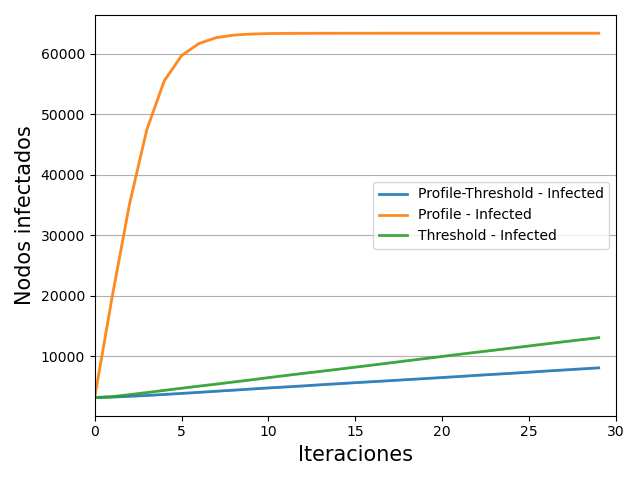 Nodos infectados
60000
50000
40000
30000
20000
10000
Profile-Threshold - Infected
Profile - Infected
Threshold - Infected
0 5 10 15 20 25 30
Iteraciones